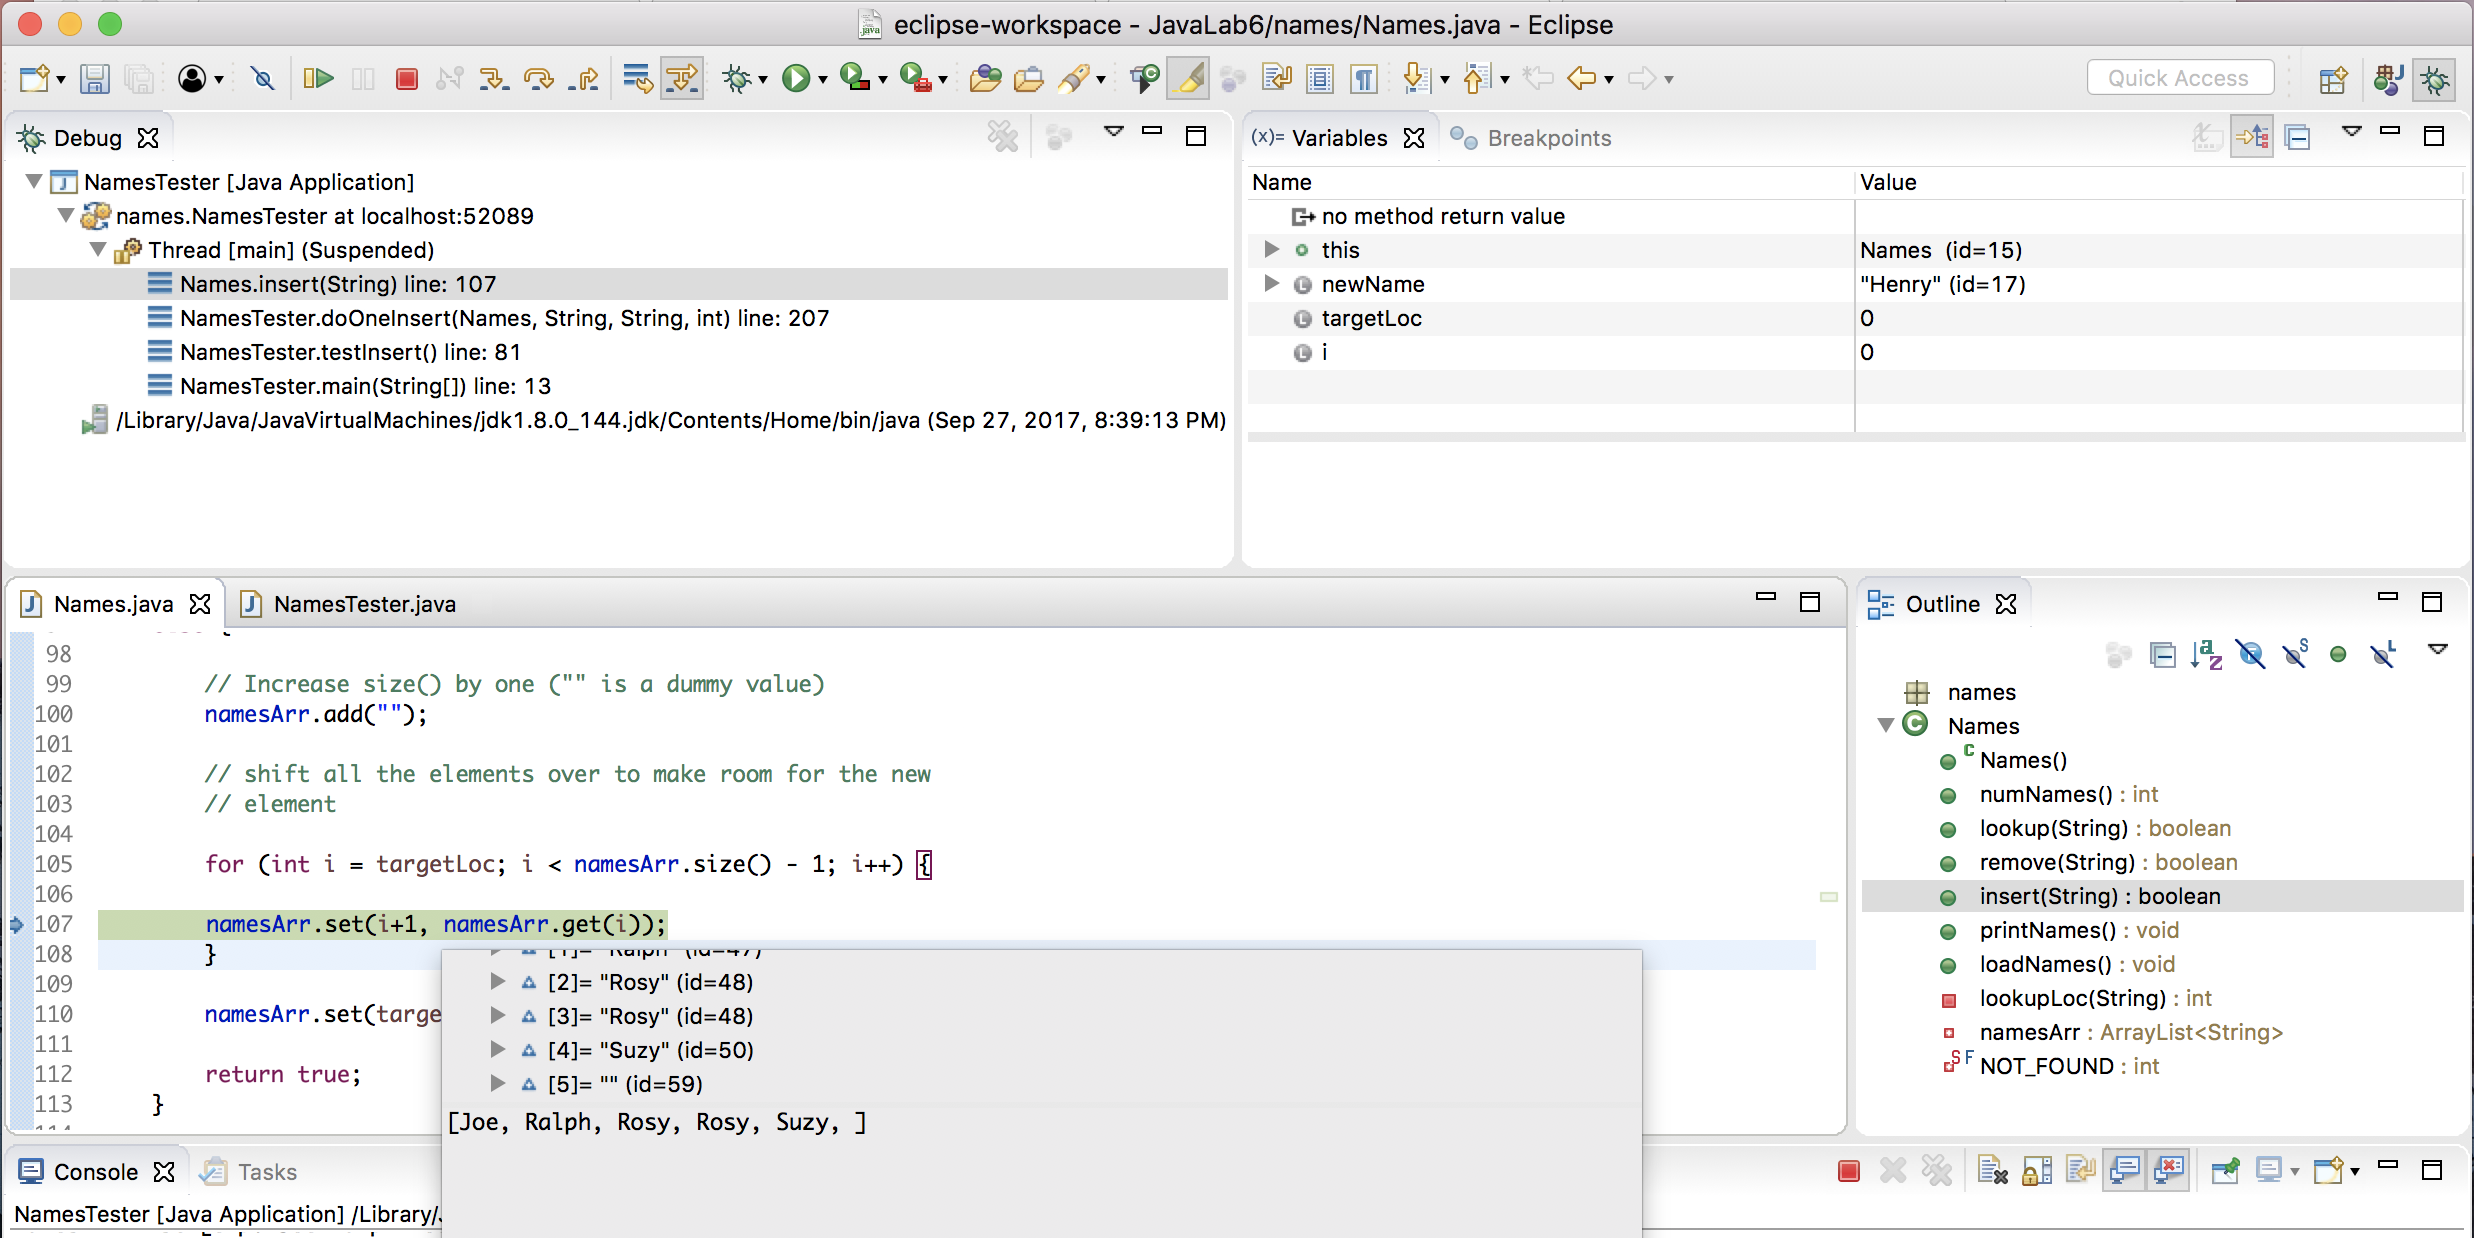 eclipse-workspace - JavaLab6/names/Names.java - Eclipse
Quick Access
Debug
NamesTester [Java Application]
names.NamesTester at localhost:52089
Thread [main] (Suspended)
Names.insert(String) line: 107
NamesTester.doOneInsert(Names, String, String, int) line: 207
NamesTester.testInsert() line: 81
NamesTester.main(String[]) line: 13
/Library/Java/JavaVirtualMachines/jdk1.8.0_144.jdk/Contents/Home/bin/java (Sep 27, 2017, 8:39:13 PM)
(x)= Variables Breakpoints
Name Value
no method return value
this Names (id=15)
newName "Henry" (id=17)
targetLoc 0
i 0
Names.java NamesTester.java
98
99 // Increase size() by one ("" is a dummy value)
100 namesArr.add("");
101
102 // shift all the elements over to make room for the new
103 // element
104
105 for (int i = targetLoc; i < namesArr.size() - 1; i++) {
106
107 namesArr.set(i+1, namesArr.get(i));
108 }
109
110 namesArr.set(targe
111
112 return true;
113 }
[1]= "Ralph" (id=47)
[2]= "Rosy" (id=48)
[3]= "Rosy" (id=48)
[4]= "Suzy" (id=50)
[5]= "" (id=59)
[Joe, Ralph, Rosy, Rosy, Suzy, ]
Outline
names
Names
Names()
numNames() : int
lookup(String) : boolean
remove(String) : boolean
insert(String) : boolean
printNames() : void
loadNames() : void
lookupLoc(String) : int
namesArr : ArrayList<String>
NOT_FOUND : int
Console Tasks
NamesTester [Java Application] /Library/